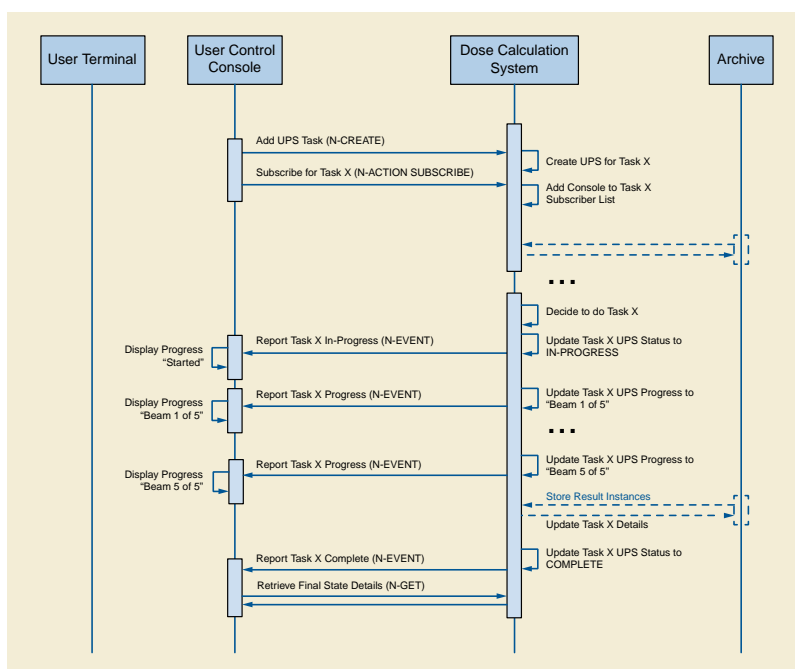 User Terminal
User Control
Console
Dose Calculation
System
Archive
Add UPS Task (N-CREATE)
Create UPS for Task X
Subscribe for Task X (N-ACTION SUBSCRIBE)
Add Console to Task X
Subscriber List
...
Decide to do Task X
Report Task X In-Progress (N-EVENT)
Update Task X UPS Status to
IN-PROGRESS
Display Progress
“Started”
Report Task X Progress (N-EVENT)
Update Task X UPS Progress to
“Beam 1 of 5”
Display Progress
“Beam 1 of 5”
...
Report Task X Progress (N-EVENT)
Update Task X UPS Progress to
“Beam 5 of 5”
Display Progress
“Beam 5 of 5”
Store Result Instances
Update Task X Details
Report Task X Complete (N-EVENT)
Update Task X UPS Status to
COMPLETE
Retrieve Final State Details (N-GET)